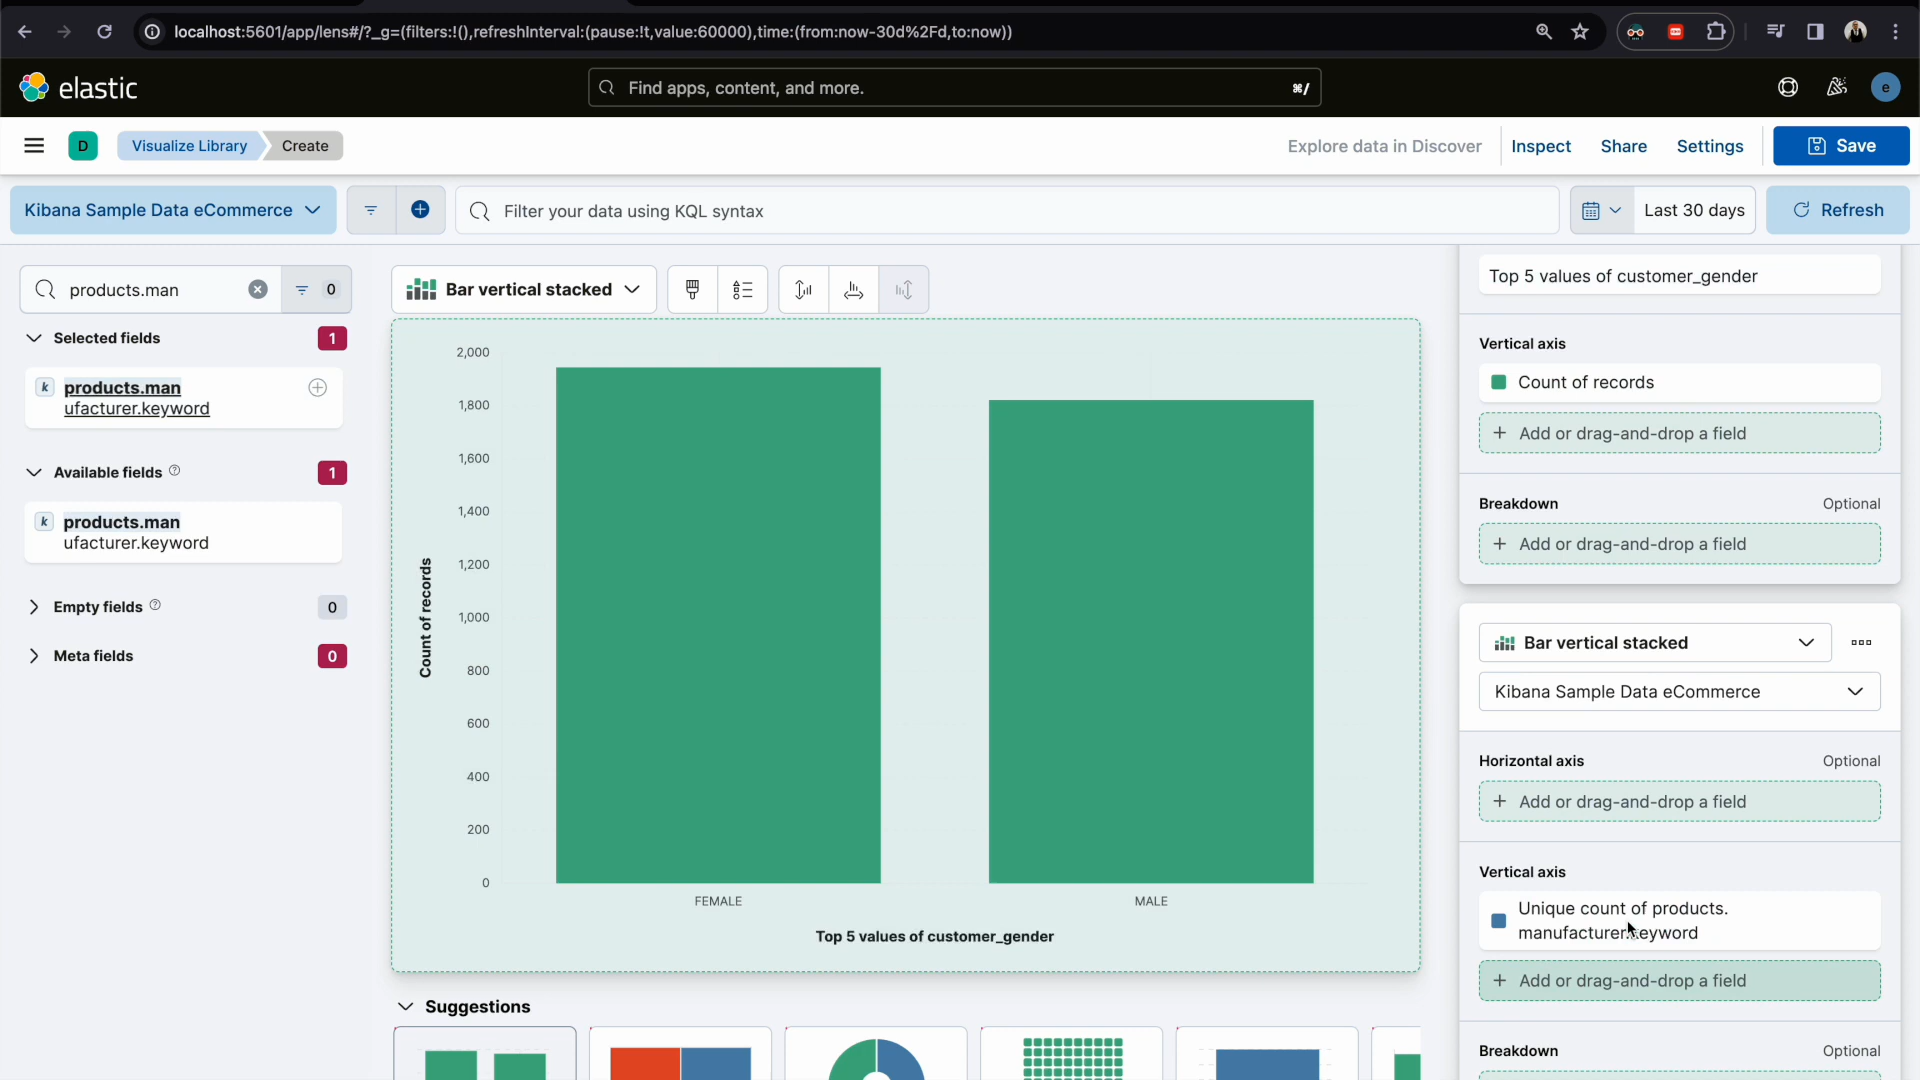 localhost:5601/app/lens#/?_g=(filters:!(),refreshInterval:(pause:!t,value:60000),time:(from:now-30d%2Fd,to:now))
elastic
Find apps, content, and more.
⌘/
e
D
Visualize Library
Create
Explore data in Discover
Inspect
Share
Settings
Save
Kibana Sample Data eCommerce
Filter your data using KQL syntax
Last 30 days
Refresh
products.man
0
Selected fields
1
k
products.man
ufacturer.keyword
Available fields
1
k
products.man
ufacturer.keyword
Empty fields
0
Meta fields
0
Bar vertical stacked
2,000
1,800
1,600
1,400
1,200
1,000
800
600
400
200
0
Count of records
FEMALE
MALE
Top 5 values of customer_gender
Suggestions
Top 5 values of customer_gender
Vertical axis
Count of records
Add or drag-and-drop a field
Breakdown
Optional
Add or drag-and-drop a field
Bar vertical stacked
Kibana Sample Data eCommerce
Horizontal axis
Optional
Add or drag-and-drop a field
Vertical axis
Unique count of products.
manufacturer.keyword
Add or drag-and-drop a field
Breakdown
Optional